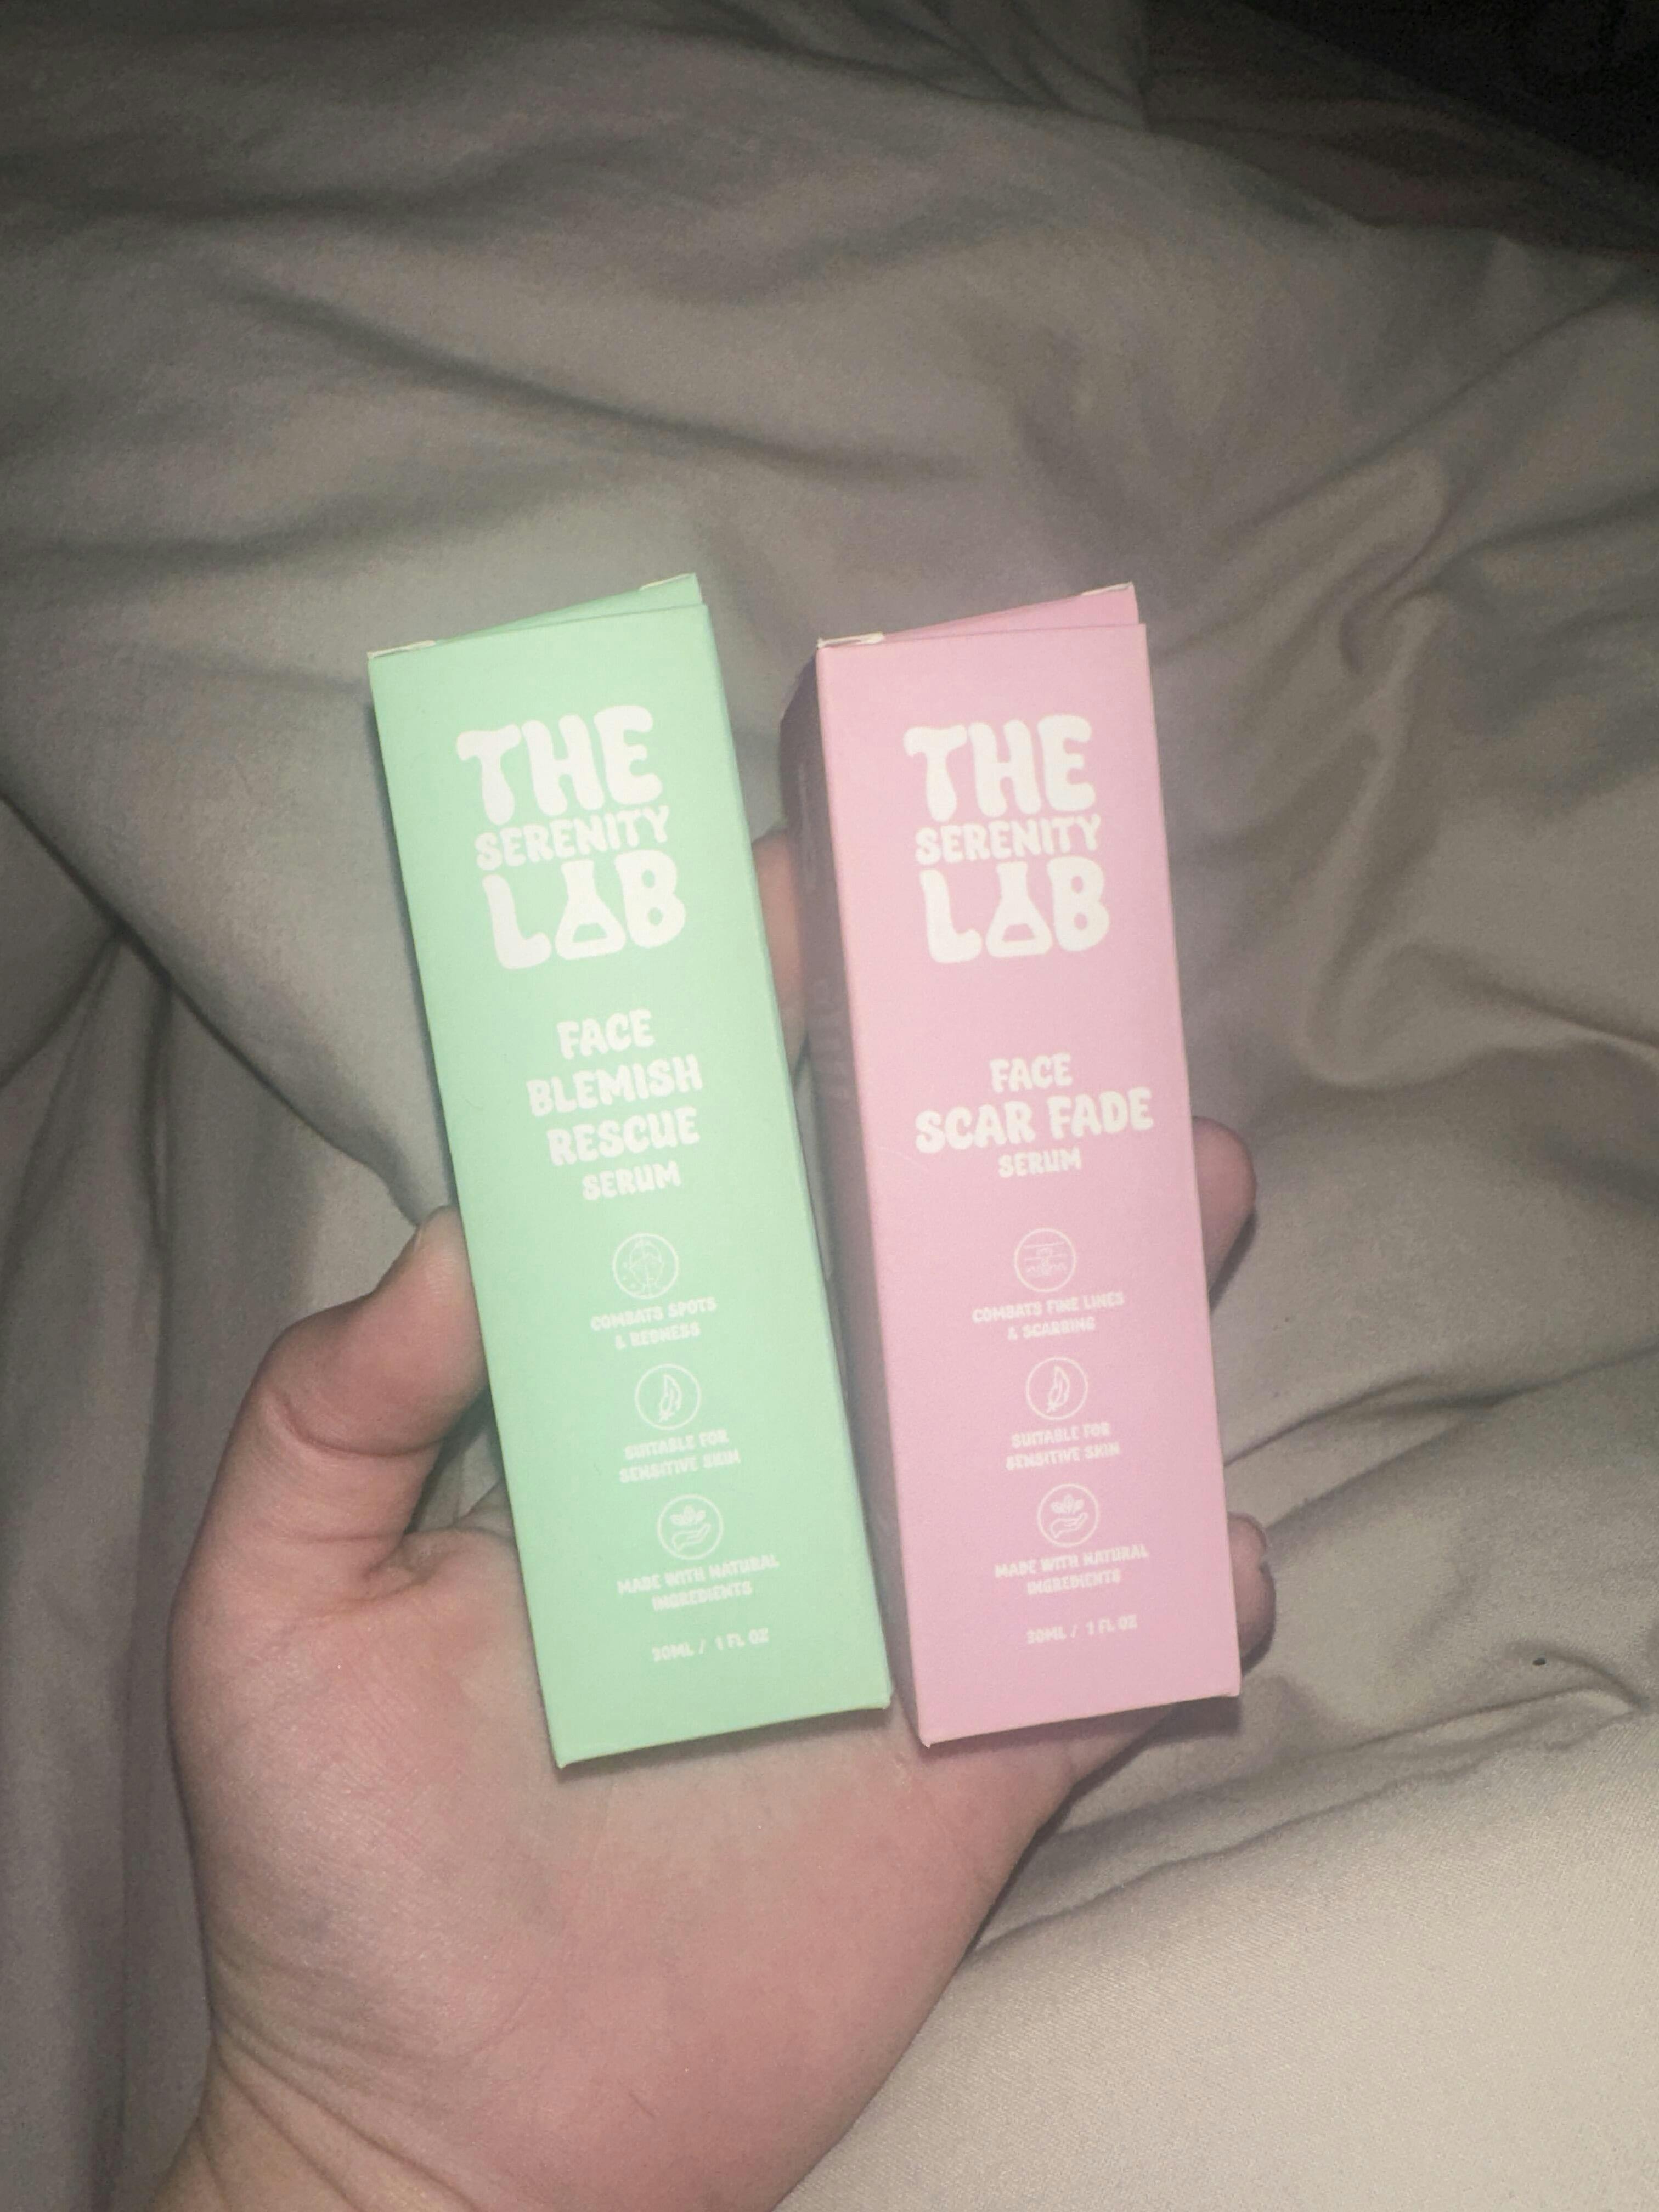 THE
SERENITY
LAB
FACE
BLEMISH
RESCUE
SERUM
COMBATS SPOTS
& REDNESS
SUITABLE FOR
SENSITIVE SKIN
MADE WITH NATURAL
INGREDIENTS
30ML / 1 FL OZ
THE
SERENITY
LAB
FACE
SCAR FADE
SERUM
COMBATS FINE LINES
& SCARRING
SUITABLE FOR
SENSITIVE SKIN
MADE WITH NATURAL
INGREDIENTS
30ML / 1 FL OZ